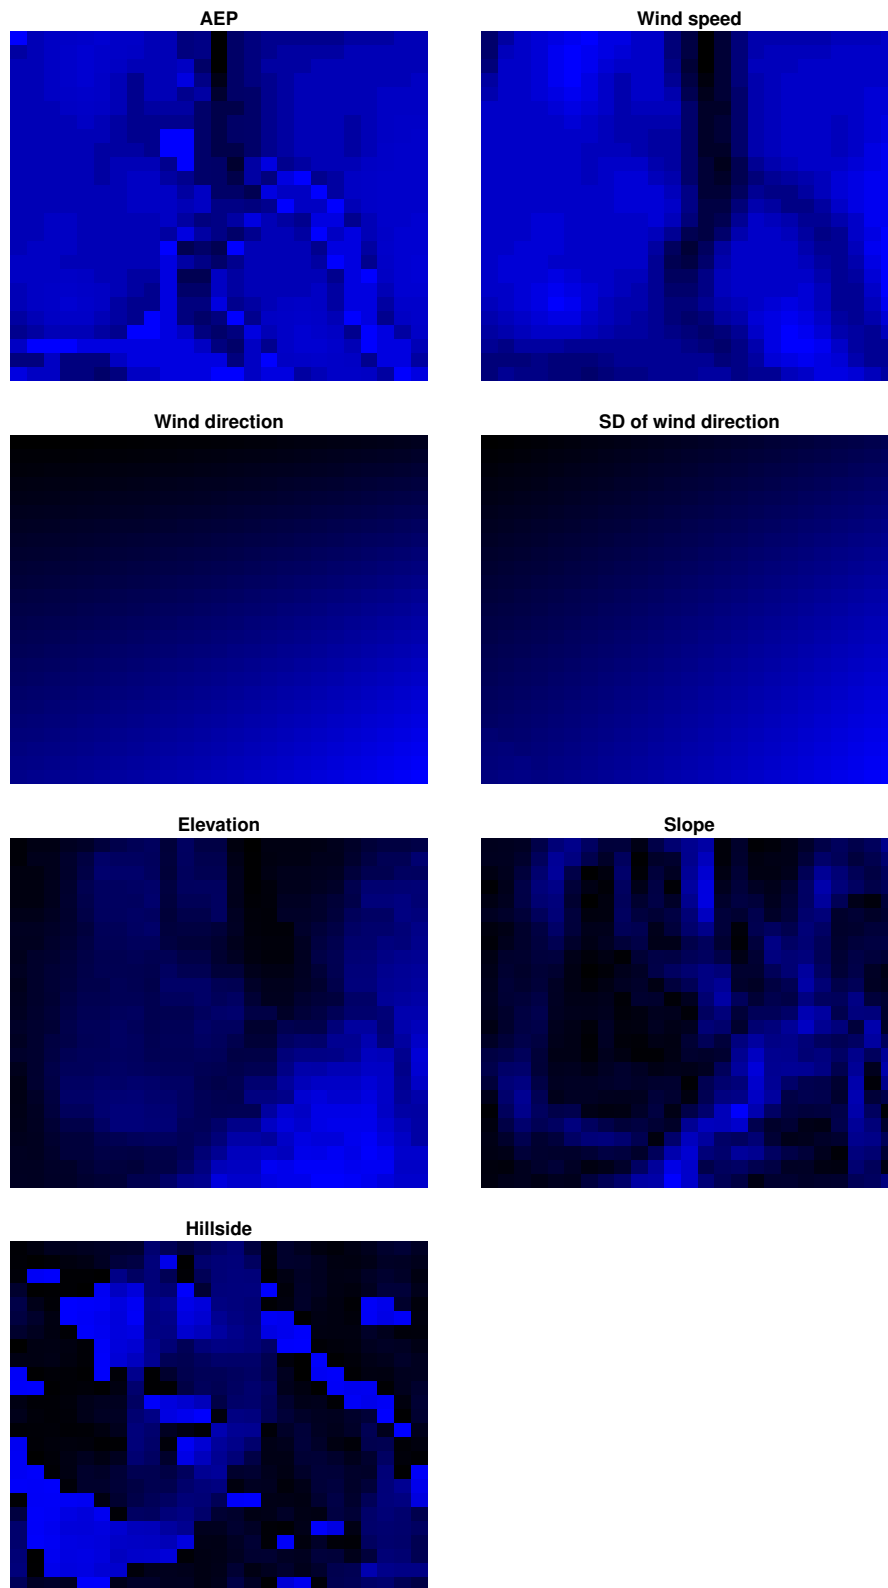 AEP
Wind speed
Wind direction
SD of wind direction
Elevation
Slope
Hillside